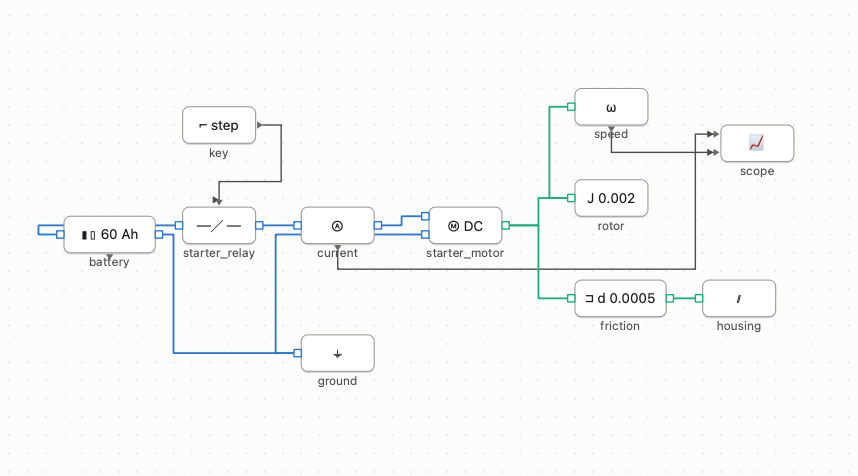 ω
speed
step
key
scope
J 0.002
rotor
60 Ah
battery
starter_relay
A
current
M DC
starter_motor
d 0.0005
friction
housing
ground